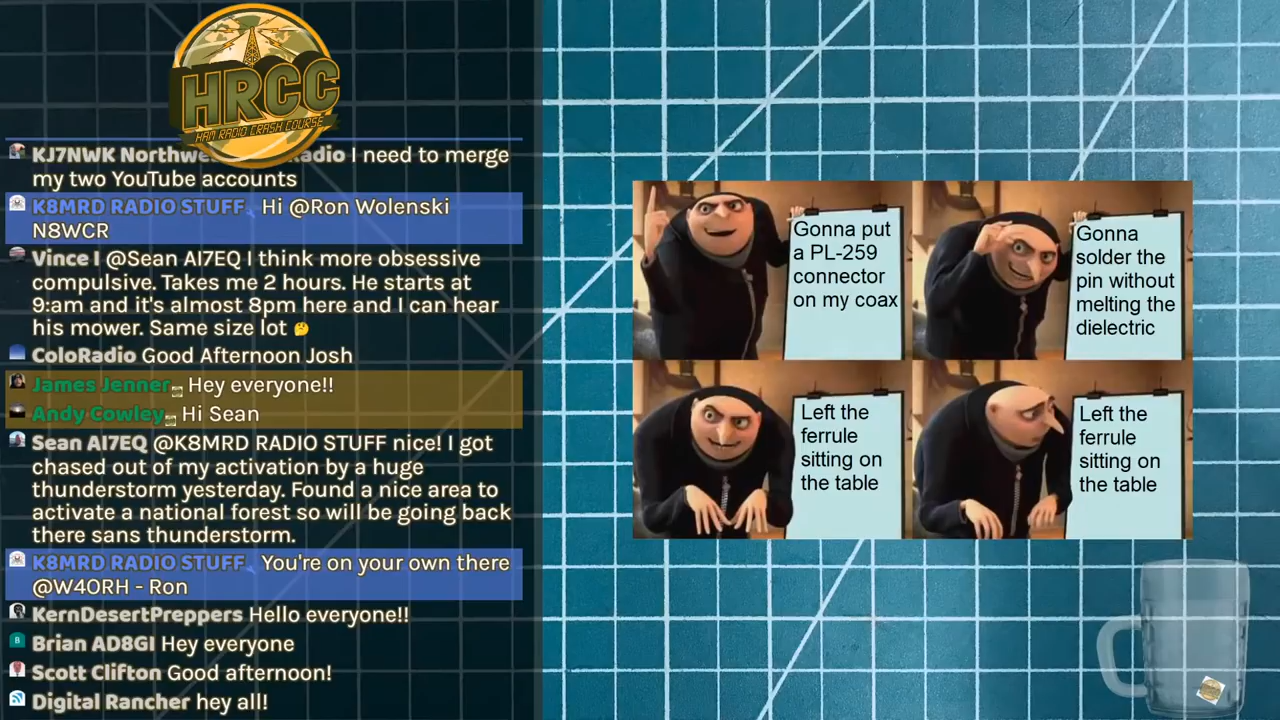 HRCC
HAM RADIO CRASH COURSE
KJ7NWK Northwe adio I need to merge
my two YouTube accounts
K8MRD RADIO STUFF Hi @Ron Wolenski
N8WCR
Vince I @Sean AI7EQ I think more obsessive
compulsive. Takes me 2 hours. He starts at
9:am and it's almost 8pm here and I can hear
his mower. Same size lot 🤔
ColoRadio Good Afternoon Josh
James Jenner Hey everyone!!
Andy Cowley Hi Sean
Sean AI7EQ @K8MRD RADIO STUFF nice! I got
chased out of my activation by a huge
thunderstorm yesterday. Found a nice area to
activate a national forest so will be going back
there sans thunderstorm.
K8MRD RADIO STUFF You're on your own there
@W4ORH - Ron
KernDesertPreppers Hello everyone!!
B
Brian AD8GI Hey everyone
Scott Clifton Good afternoon!
Digital Rancher hey all!
Gonna put
a PL-259
connector
on my coax
Gonna
solder the
pin without
melting the
dielectric
Left the
ferrule
sitting on
the table
Left the
ferrule
sitting on
the table